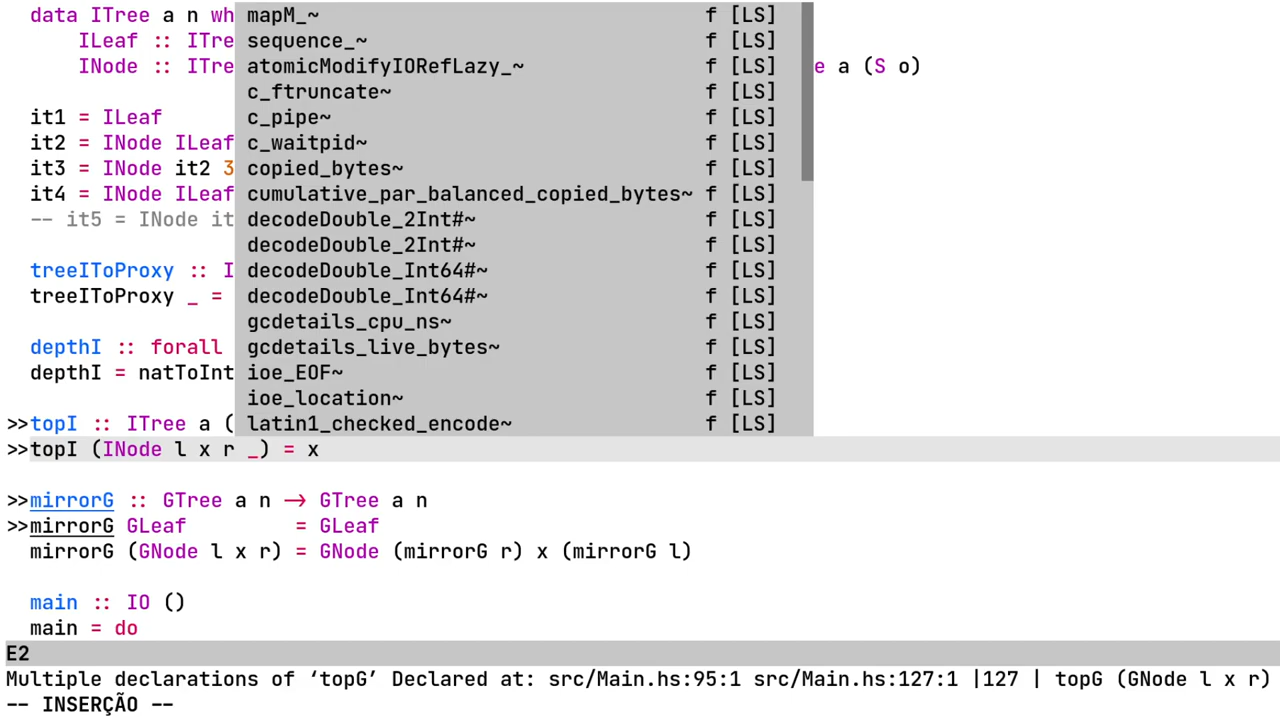 data ITree a n wh mapM_~ f [LS]
ILeaf :: ITre sequence_~ f [LS]
INode :: ITre atomicModifyIORefLazy_~ f [LS] e a (S o)
c_ftruncate~ f [LS]
it1 = ILeaf c_pipe~ f [LS]
it2 = INode ILeaf c_waitpid~ f [LS]
it3 = INode it2 3 copied_bytes~ f [LS]
it4 = INode ILeaf cumulative_par_balanced_copied_bytes~ f [LS]
-- it5 = INode it decodeDouble_2Int#~ f [LS]
decodeDouble_2Int#~ f [LS]
treeIToProxy :: I decodeDouble_Int64#~ f [LS]
treeIToProxy _ = decodeDouble_Int64#~ f [LS]
gcdetails_cpu_ns~ f [LS]
depthI :: forall gcdetails_live_bytes~ f [LS]
depthI = natToInt ioe_EOF~ f [LS]
ioe_location~ f [LS]
>>topI :: ITree a ( latin1_checked_encode~ f [LS]
>>topI (INode l x r _) = x
>>mirrorG :: GTree a n -> GTree a n
>>mirrorG GLeaf = GLeaf
mirrorG (GNode l x r) = GNode (mirrorG r) x (mirrorG l)
main :: IO ()
main = do
E2
Multiple declarations of ‘topG’ Declared at: src/Main.hs:95:1 src/Main.hs:127:1 |127 | topG (GNode l x r)
-- INSERÇÃO --